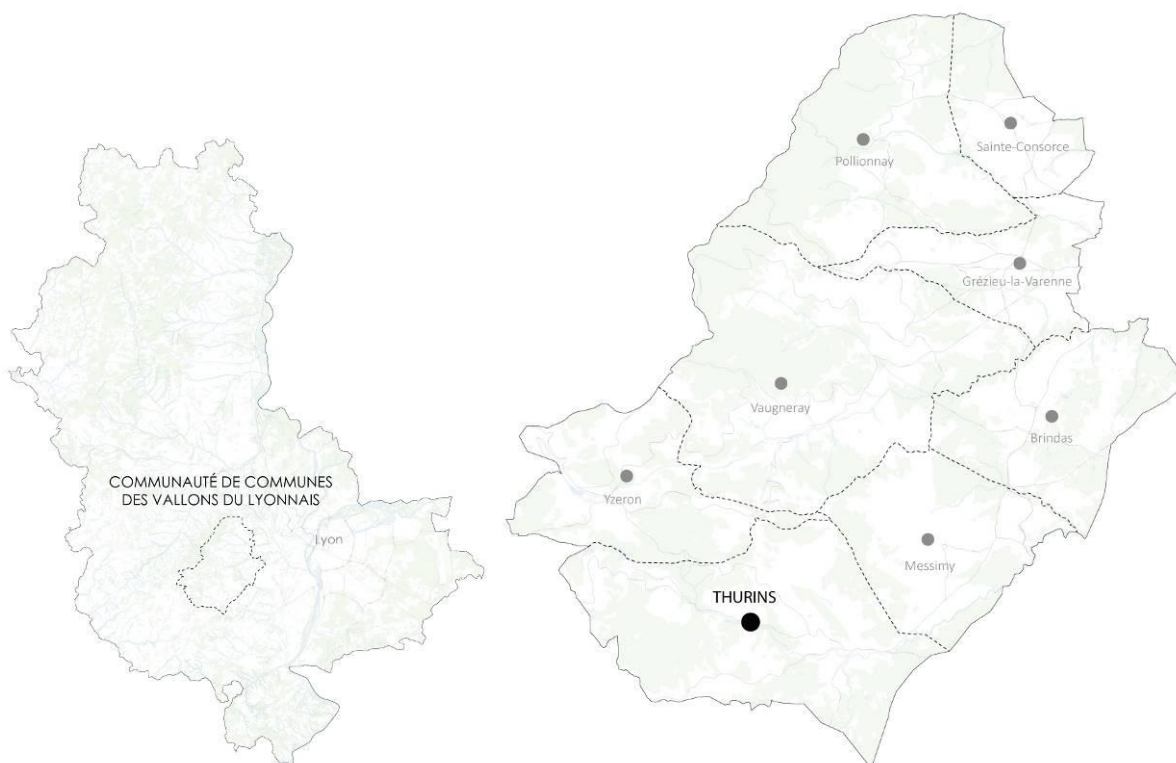 COMMUNAUTÉ DE COMMUNES
DES VALLONS DU LYONNAIS
Lyon
Pollionnay
Sainte-Consorce
Grézieu-la-Varenne
Vaugneray
Brindas
Yzeron
Messimy
THURINS